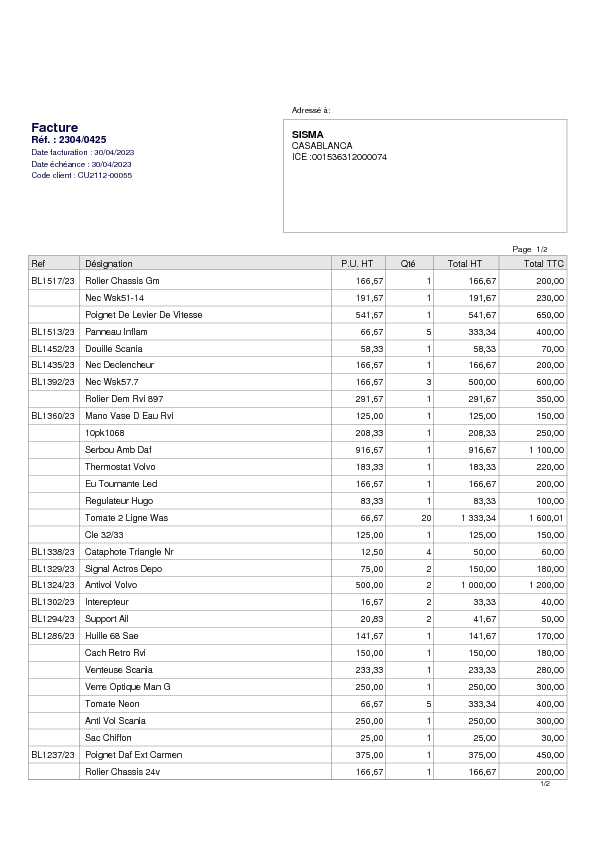 Adressé à:
Facture
Réf. : 2304/0425
Date facturation : 30/04/2023
Date échéance : 30/04/2023
Code client : CU2112-00055
SISMA
CASABLANCA
ICE :001536312000074
Page 1/2
Ref Désignation P.U. HT Qté Total HT Total TTC
BL1517/23 Rolier Chassis Gm 166,67 1 166,67 200,00
Nec Wsk51-14 191,67 1 191,67 230,00
Poignet De Levier De Vitesse 541,67 1 541,67 650,00
BL1513/23 Panneau Inflam 66,67 5 333,34 400,00
BL1452/23 Douille Scania 58,33 1 58,33 70,00
BL1435/23 Nec Declencheur 166,67 1 166,67 200,00
BL1392/23 Nec Wsk57.7 166,67 3 500,00 600,00
Rolier Dem Rvi 897 291,67 1 291,67 350,00
BL1360/23 Mano Vase D Eau Rvi 125,00 1 125,00 150,00
10pk1068 208,33 1 208,33 250,00
Serbou Amb Daf 916,67 1 916,67 1 100,00
Thermostat Volvo 183,33 1 183,33 220,00
Eu Tournante Led 166,67 1 166,67 200,00
Regulateur Hugo 83,33 1 83,33 100,00
Tomate 2 Ligne Was 66,67 20 1 333,34 1 600,01
Cle 32/33 125,00 1 125,00 150,00
BL1338/23 Cataphote Triangle Nr 12,50 4 50,00 60,00
BL1329/23 Signal Actros Depo 75,00 2 150,00 180,00
BL1324/23 Antivol Volvo 500,00 2 1 000,00 1 200,00
BL1302/23 Interepteur 16,67 2 33,33 40,00
BL1294/23 Support All 20,83 2 41,67 50,00
BL1286/23 Huille 68 Sae 141,67 1 141,67 170,00
Cach Retro Rvi 150,00 1 150,00 180,00
Venteuse Scania 233,33 1 233,33 280,00
Verre Optique Man G 250,00 1 250,00 300,00
Tomate Neon 66,67 5 333,34 400,00
Anti Vol Scania 250,00 1 250,00 300,00
Sac Chiffon 25,00 1 25,00 30,00
BL1237/23 Poignet Daf Ext Carmen 375,00 1 375,00 450,00
Rolier Chassis 24v 166,67 1 166,67 200,00
1/2